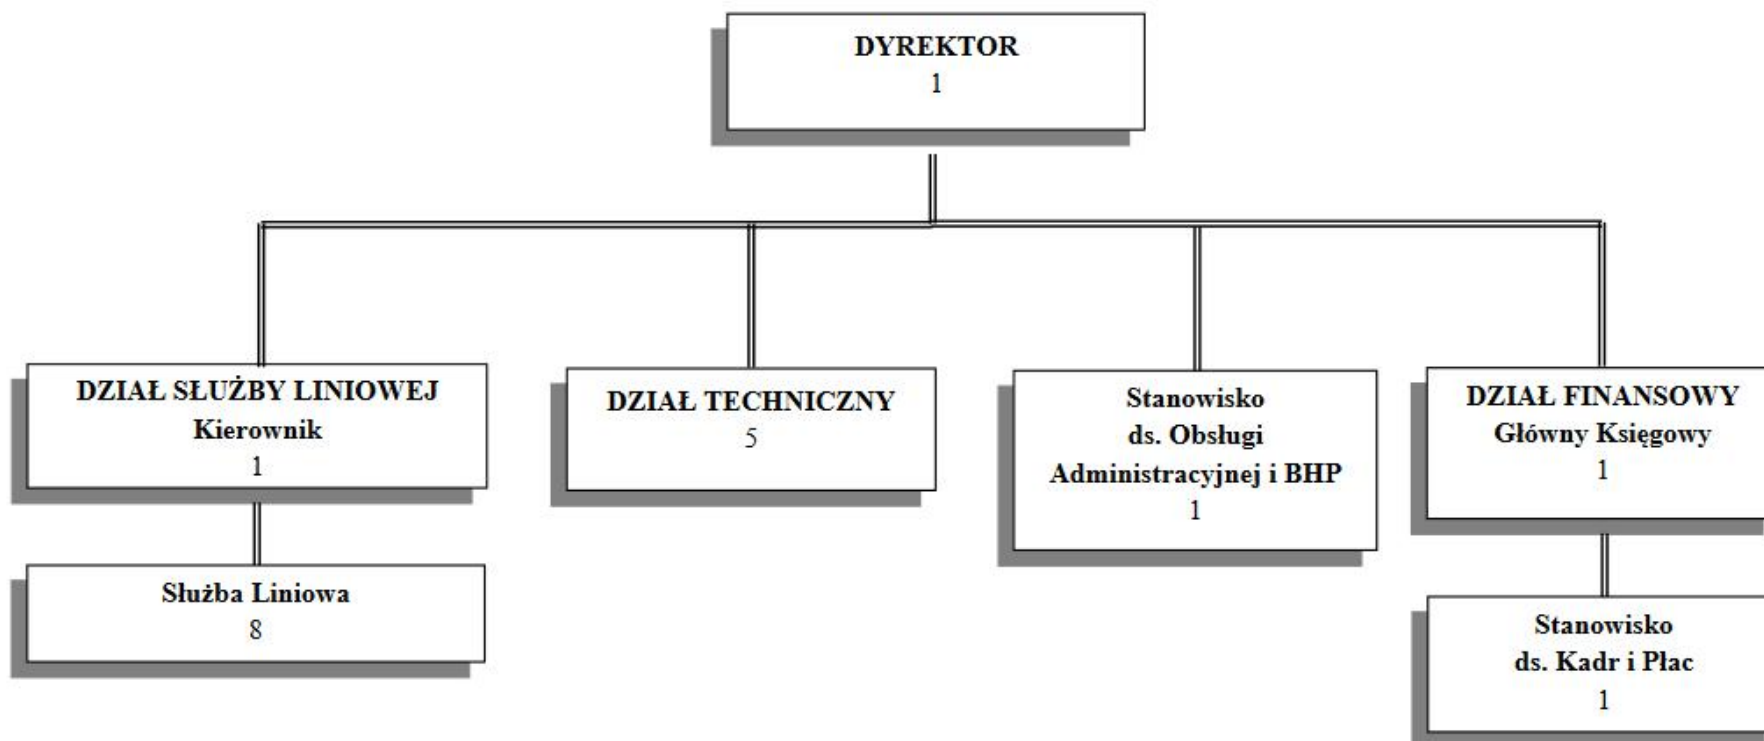 DYREKTOR
1
DZIAŁ SŁUŻBY LINIOWEJ
Kierownik
1
DZIAŁ TECHNICZNY
5
Stanowisko
ds. Obsługi
Administracyjnej i BHP
1
DZIAŁ FINANSOWY
Główny Księgowy
1
Służba Liniowa
8
Stanowisko
ds. Kadr i Płac
1